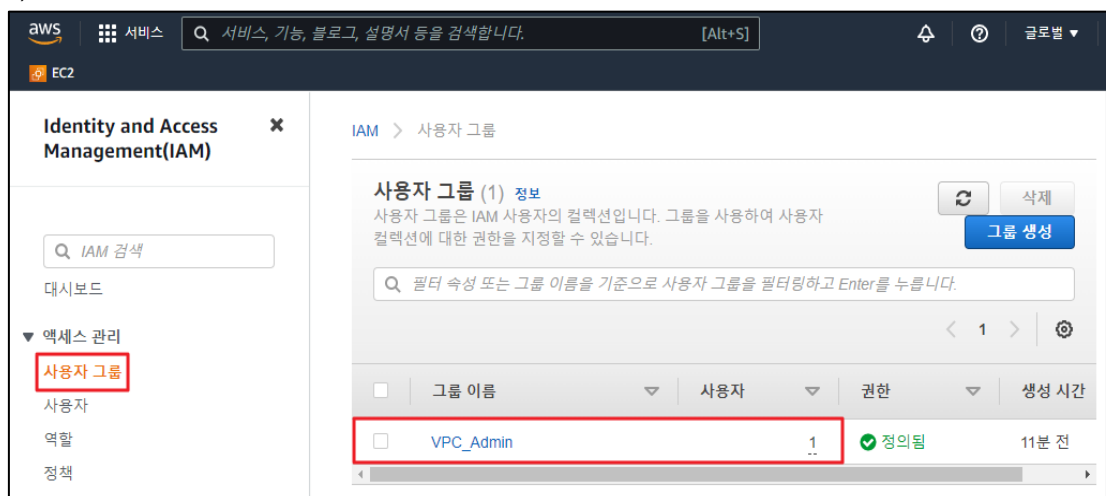 aws 서비스 서비스, 기능, 블로그, 설명서 등을 검색합니다. [Alt+S] 글로벌 ▼
EC2
Identity and Access
Management(IAM)
IAM 검색
대시보드
▼ 액세스 관리
사용자 그룹
사용자
역할
정책
IAM > 사용자 그룹
사용자 그룹 (1) 정보
사용자 그룹은 IAM 사용자의 컬렉션입니다. 그룹을 사용하여 사용자
컬렉션에 대한 권한을 지정할 수 있습니다.
삭제
그룹 생성
필터 속성 또는 그룹 이름을 기준으로 사용자 그룹을 필터링하고 Enter를 누릅니다.
< 1 >
그룹 이름 사용자 권한 생성 시간
VPC_Admin 1 정의됨 11분 전